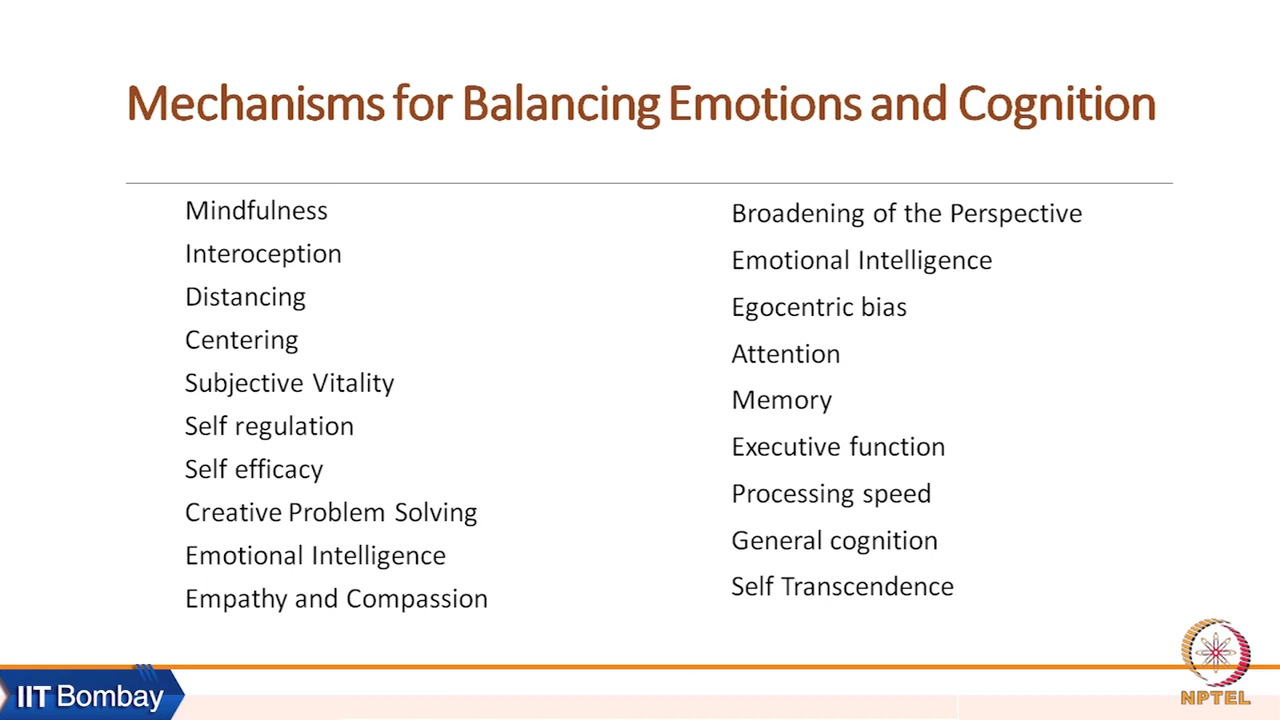 Mechanisms for Balancing Emotions and Cognition
Mindfulness
Interoception
Distancing
Centering
Subjective Vitality
Self regulation
Self efficacy
Creative Problem Solving
Emotional Intelligence
Empathy and Compassion
Broadening of the Perspective
Emotional Intelligence
Egocentric bias
Attention
Memory
Executive function
Processing speed
General cognition
Self Transcendence
IIT Bombay
NPTEL